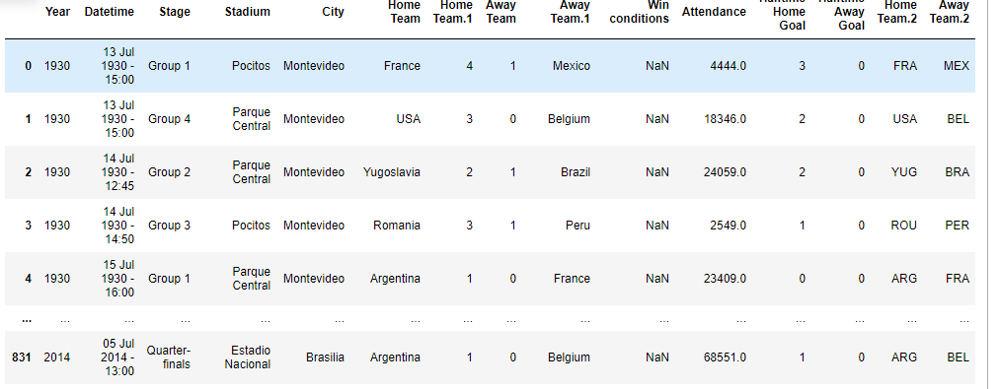 Year Datetime Stage Stadium City Home Team Home Team.1 Away Team Away Team.1 Win conditions Attendance Halftime Home Goal Halftime Away Goal Home Team.2 Away Team.2
0 1930 13 Jul 1930 - 15:00 Group 1 Pocitos Montevideo France 4 1 Mexico NaN 4444.0 3 0 FRA MEX
1 1930 13 Jul 1930 - 15:00 Group 4 Parque Central Montevideo USA 3 0 Belgium NaN 18346.0 2 0 USA BEL
2 1930 14 Jul 1930 - 12:45 Group 2 Parque Central Montevideo Yugoslavia 2 1 Brazil NaN 24059.0 2 0 YUG BRA
3 1930 14 Jul 1930 - 14:50 Group 3 Pocitos Montevideo Romania 3 1 Peru NaN 2549.0 1 0 ROU PER
4 1930 15 Jul 1930 - 16:00 Group 1 Parque Central Montevideo Argentina 1 0 France NaN 23409.0 0 0 ARG FRA
... ... ... ... ... ... ... ... ... ... ... ... ... ... ... ...
831 2014 05 Jul 2014 - 13:00 Quarter-finals Estadio Nacional Brasilia Argentina 1 0 Belgium NaN 68551.0 1 0 ARG BEL